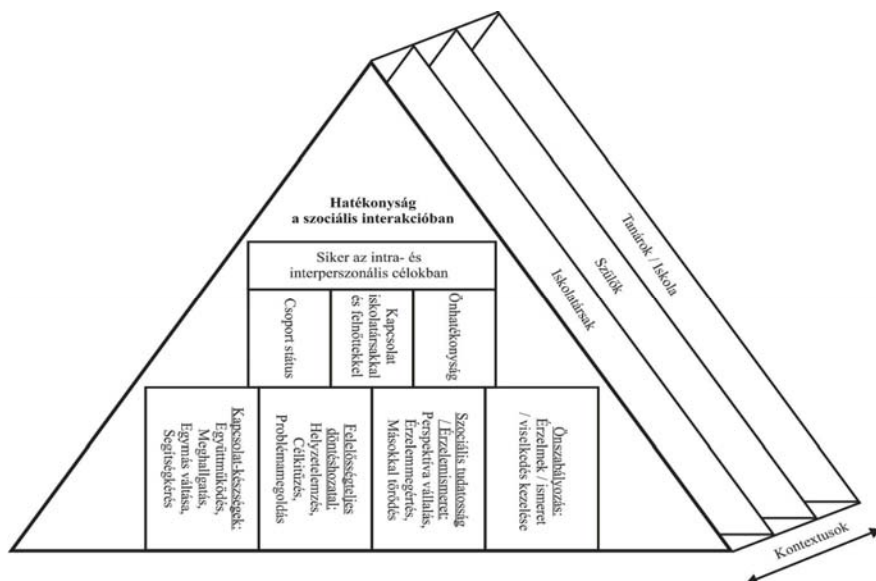 Hatékonyság
a szociális interakcióban
Siker az intra- és
interperszonális célokban
Csoport státus
Kapcsolat
iskolatársakkal
és felnőttekkel
Önhatékonyság
Kapcsolat-készségek:
Együttműködés,
Meghallgatás,
Egymás váltása,
Segítségkérés
Felelősségteljes
döntéshozatal:
Helyzetelemzés,
Célkitűzés,
Problémamegoldás
Szociális tudatosság
/ Érzelemismeret:
Perspektíva vállalás,
Érzelemmegértés,
Másokkal törődés
Önszabályozás:
Érzelmek / ismeret
/ viselkedés kezelése
Iskolatársak
Szülők
Tanárok / Iskola
Kontextusok